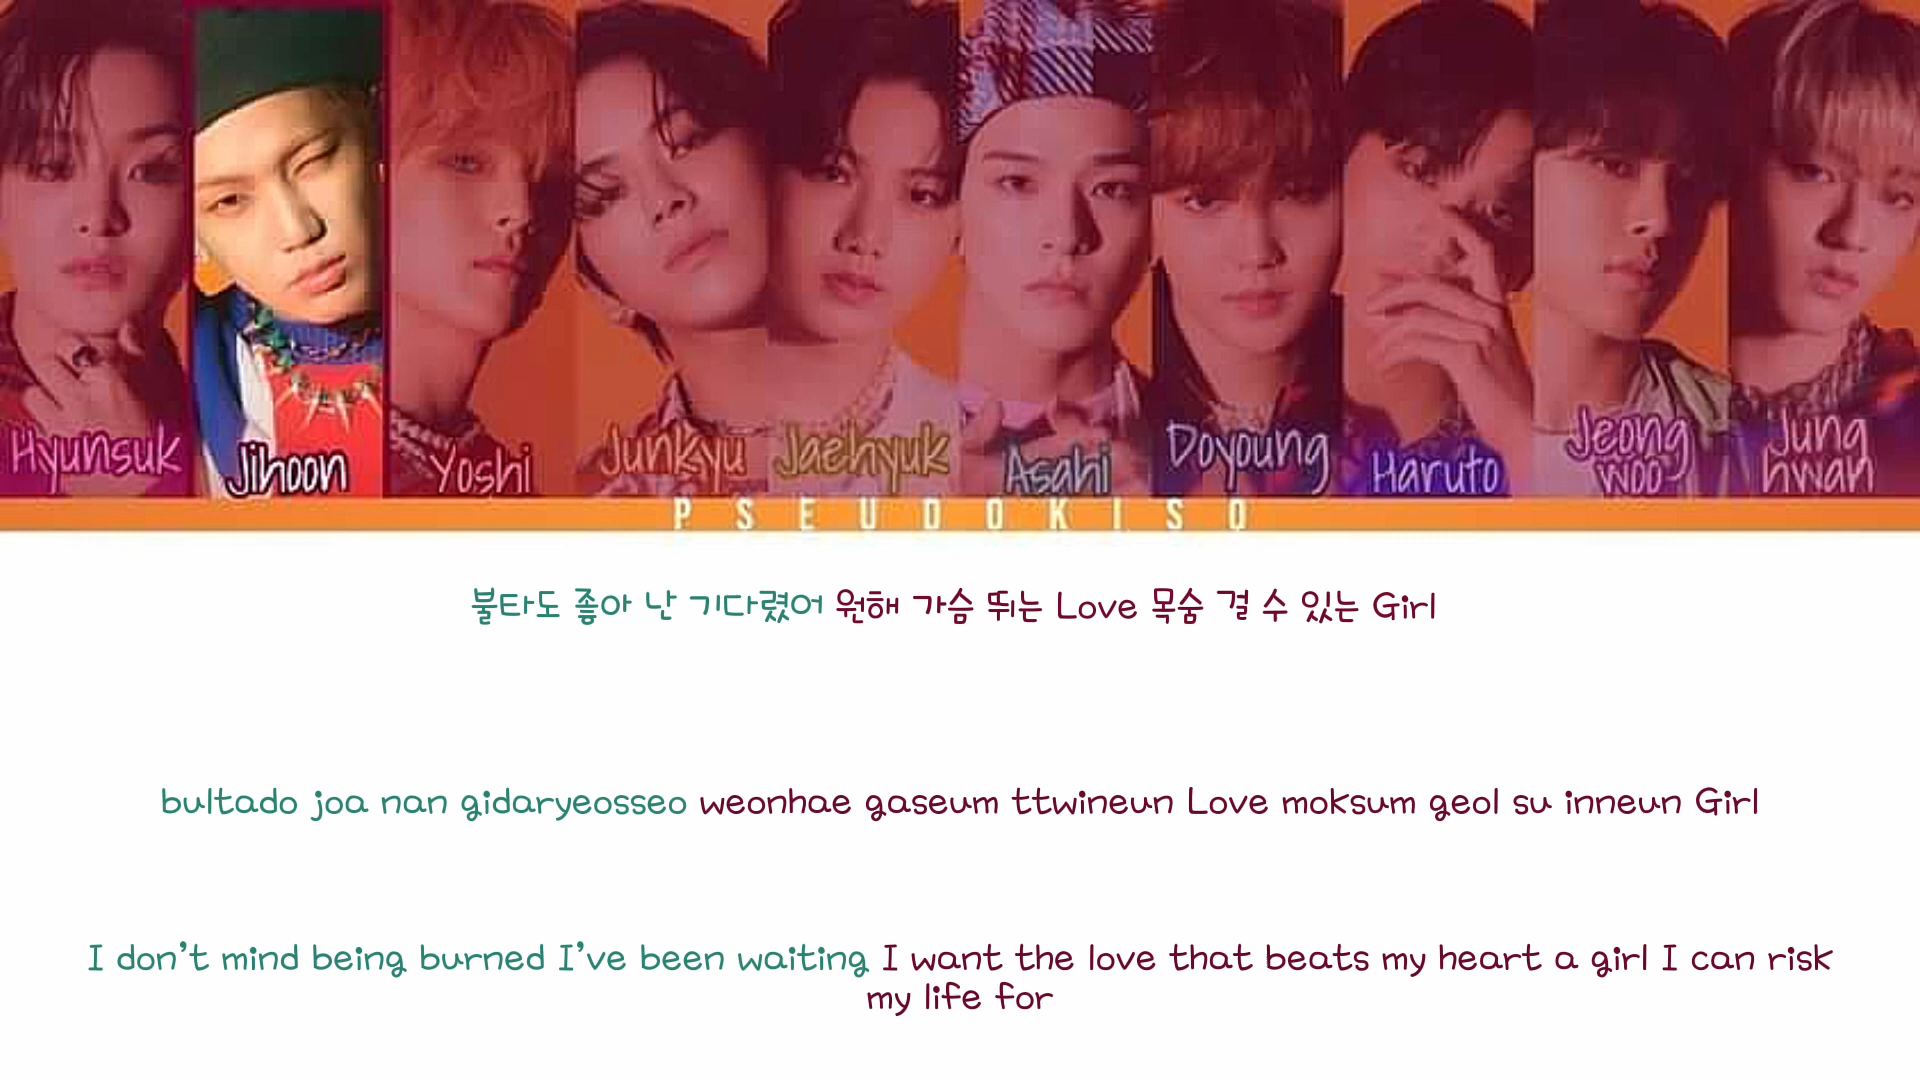 Hyunsuk Jihoon Yoshi Junkyu Jaehyuk Asahi Doyoung Haruto Jeong woo Jung hwan
PSEUDOKISO
불타도 좋아 난 기다렸어 원해 가슴 뛰는 Love 목숨 걸 수 있는 Girl
bultado joa nan gidaryeosseo weonhae gaseum ttwineun Love moksum geol su inneun Girl
I don't mind being burned I've been waiting I want the love that beats my heart a girl I can risk
my life for